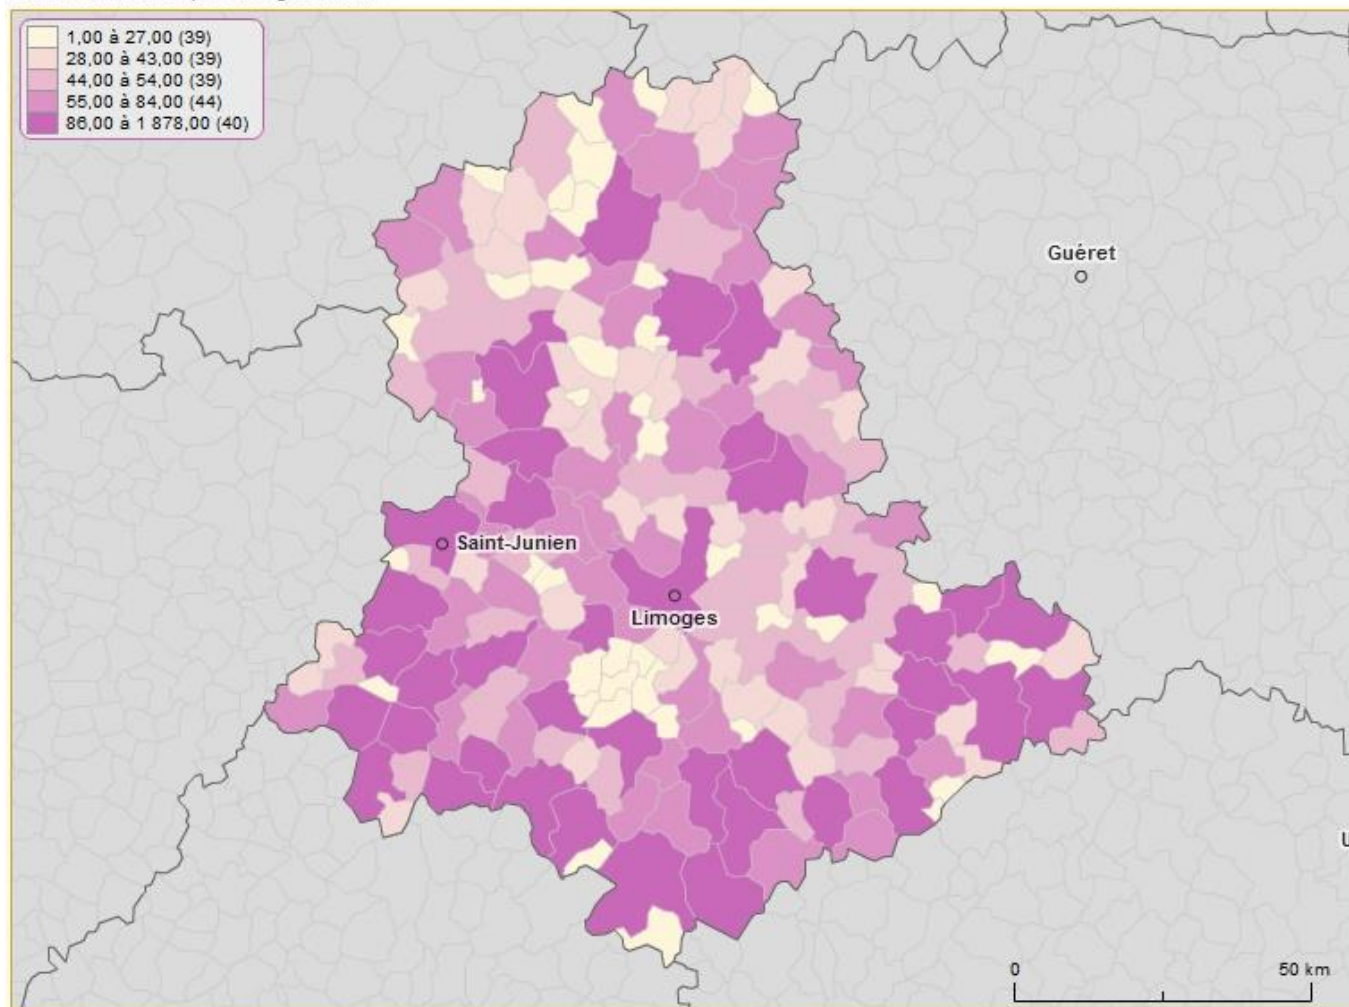 1,00 à 27,00 (39)
28,00 à 43,00 (39)
44,00 à 54,00 (39)
55,00 à 84,00 (44)
86,00 à 1 878,00 (40)
Guéret
Saint-Junien
Limoges
0 50 km